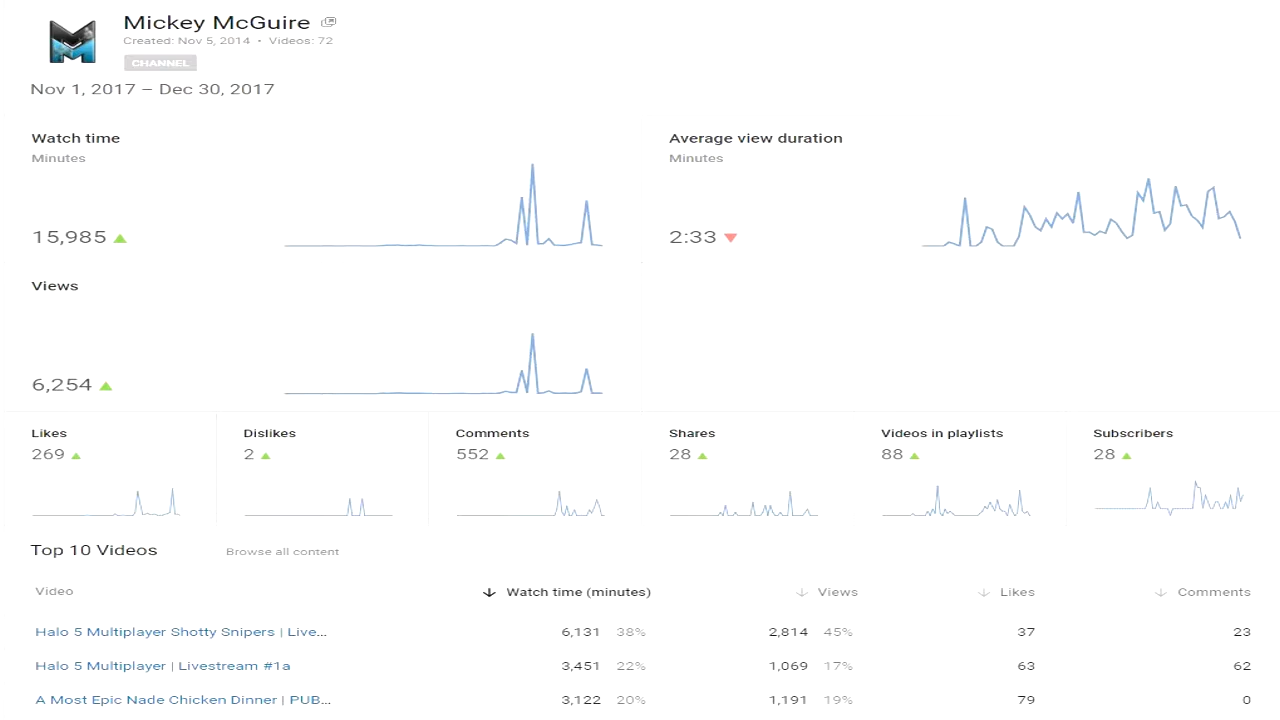 Mickey McGuire
Created: Nov 5, 2014 • Videos: 72
CHANNEL
Nov 1, 2017 – Dec 30, 2017
Watch time
Minutes
15,985
Average view duration
Minutes
2:33
Views
6,254
Likes
269
Dislikes
2
Comments
552
Shares
28
Videos in playlists
88
Subscribers
28
Top 10 Videos Browse all content
Video Watch time (minutes) Views Likes Comments
Halo 5 Multiplayer Shotty Snipers | Live... 6,131 38% 2,814 45% 37 23
Halo 5 Multiplayer | Livestream #1a 3,451 22% 1,069 17% 63 62
A Most Epic Nade Chicken Dinner | PUB... 3,122 20% 1,191 19% 79 0